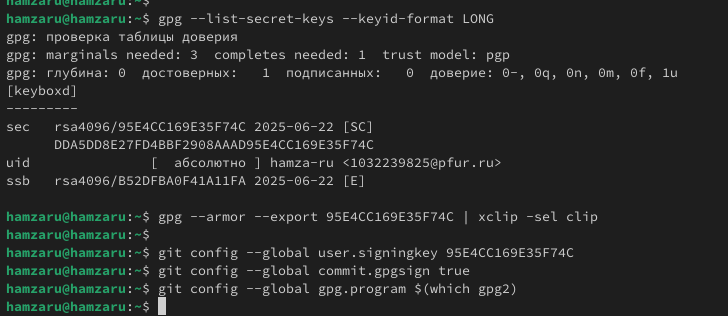 hamzaru@hamzaru:~$
hamzaru@hamzaru:~$ gpg --list-secret-keys --keyid-format LONG
gpg: проверка таблицы доверия
gpg: marginals needed: 3  completes needed: 1  trust model: pgp
gpg: глубина: 0  достоверных:   1  подписанных:   0  доверие: 0-, 0q, 0n, 0m, 0f, 1u
[keyboxd]
---------
sec   rsa4096/95E4CC169E35F74C 2025-06-22 [SC]
      DDA5DD8E27FD4BBF2908AAAD95E4CC169E35F74C
uid               [  абсолютно ] hamza-ru <1032239825@pfur.ru>
ssb   rsa4096/B52DFBA0F41A11FA 2025-06-22 [E]
hamzaru@hamzaru:~$ gpg --armor --export 95E4CC169E35F74C | xclip -sel clip
hamzaru@hamzaru:~$
hamzaru@hamzaru:~$ git config --global user.signingkey 95E4CC169E35F74C
hamzaru@hamzaru:~$ git config --global commit.gpgsign true
hamzaru@hamzaru:~$ git config --global gpg.program $(which gpg2)
hamzaru@hamzaru:~$